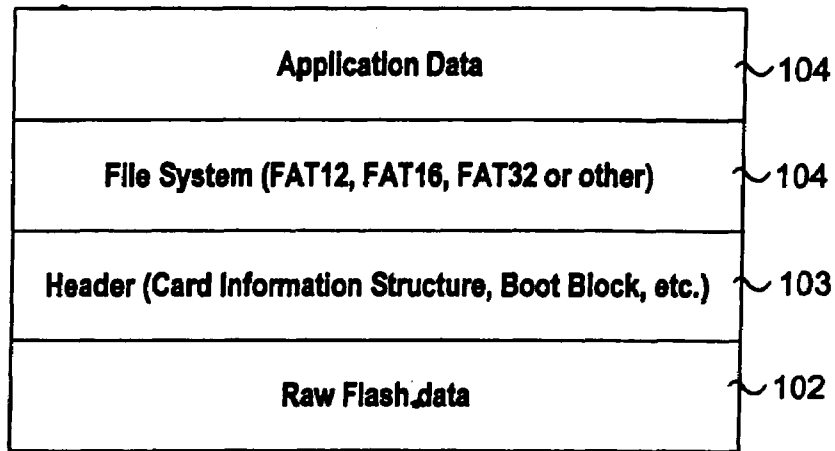 Application Data 104
File System (FAT12, FAT16, FAT32 or other) 104
Header (Card Information Structure, Boot Block, etc.) 103
Raw Flash data 102